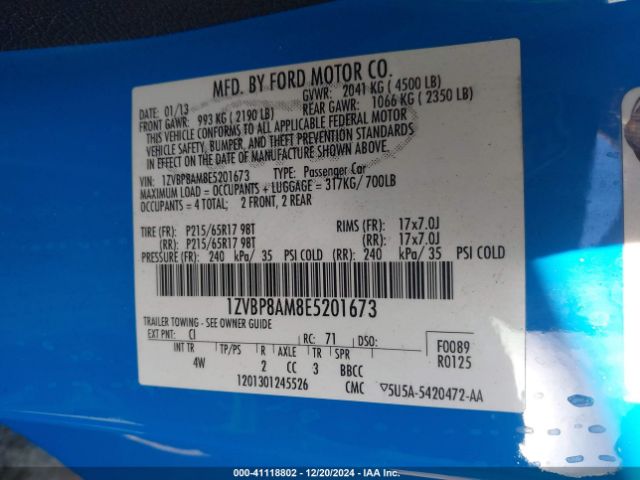 MFD. BY FORD MOTOR CO.
DATE: 01/13 GVWR: 2041 KG ( 4500 LB)
FRONT GAWR: 993 KG ( 2190 LB) REAR GAWR: 1066 KG ( 2350 LB)
THIS VEHICLE CONFORMS TO ALL APPLICABLE FEDERAL MOTOR
VEHICLE SAFETY, BUMPER, AND THEFT PREVENTION STANDARDS
IN EFFECT ON THE DATE OF MANUFACTURE SHOWN ABOVE.
VIN: 1ZVBP8AM8E5201673 TYPE: Passenger Car
MAXIMUM LOAD = OCCUPANTS + LUGGAGE = 317KG/700LB
OCCUPANTS = 4 TOTAL; 2 FRONT, 2 REAR
TIRE (FR): P215/65R17 98T RIMS (FR): 17x7.0J
(RR): P215/65R17 98T (RR): 17x7.0J
PRESSURE (FR): 240 kPa/ 35 PSI COLD (RR): 240 kPa/ 35 PSI COLD
1ZVBP8AM8E5201673
TRAILER TOWING - SEE OWNER GUIDE
EXT PNT: CI RC: 71 DSO: F0089
INT TR TP/PS R AXLE TR SPR R0125
4W 2 CC 3 BBCC
1201301245526 CMC 5U5A-5420472-AA
000-41118802 - 12/20/2024 - IAA Inc.